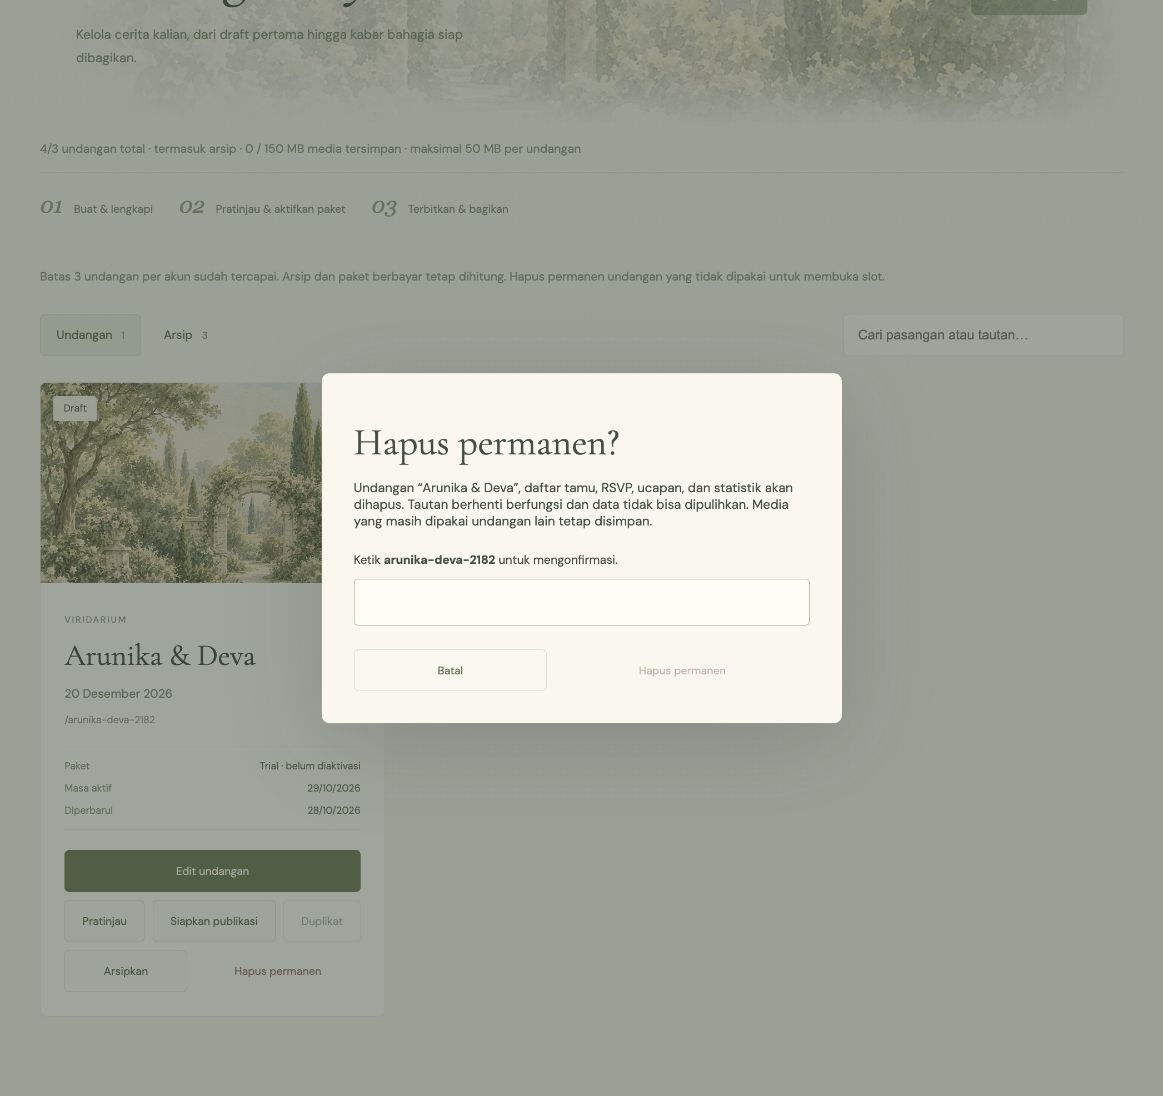 Kelola cerita kalian, dari draft pertama hingga kabar bahagia siap
dibagikan.
4/3 undangan total · termasuk arsip · 0 / 150 MB media tersimpan · maksimal 50 MB per undangan
01 Buat & lengkapi 02 Pratinjau & aktifkan paket 03 Terbitkan & bagikan
Batas 3 undangan per akun sudah tercapai. Arsip dan paket berbayar tetap dihitung. Hapus permanen undangan yang tidak dipakai untuk membuka slot.
Undangan 1 Arsip 3 Cari pasangan atau tautan...
Draft
Hapus permanen?
Undangan “Arunika & Deva”, daftar tamu, RSVP, ucapan, dan statistik akan
dihapus. Tautan berhenti berfungsi dan data tidak bisa dipulihkan. Media
yang masih dipakai undangan lain tetap disimpan.
Ketik arunika-deva-2182 untuk mengonfirmasi.
Batal Hapus permanen
VIRIDARIUM
Arunika & Deva
20 Desember 2026
/arunika-deva-2182
Paket Trial · belum diaktivasi
Masa aktif 29/10/2026
Diperbarui 28/10/2026
Edit undangan
Pratinjau Siapkan publikasi Duplikat
Arsipkan Hapus permanen